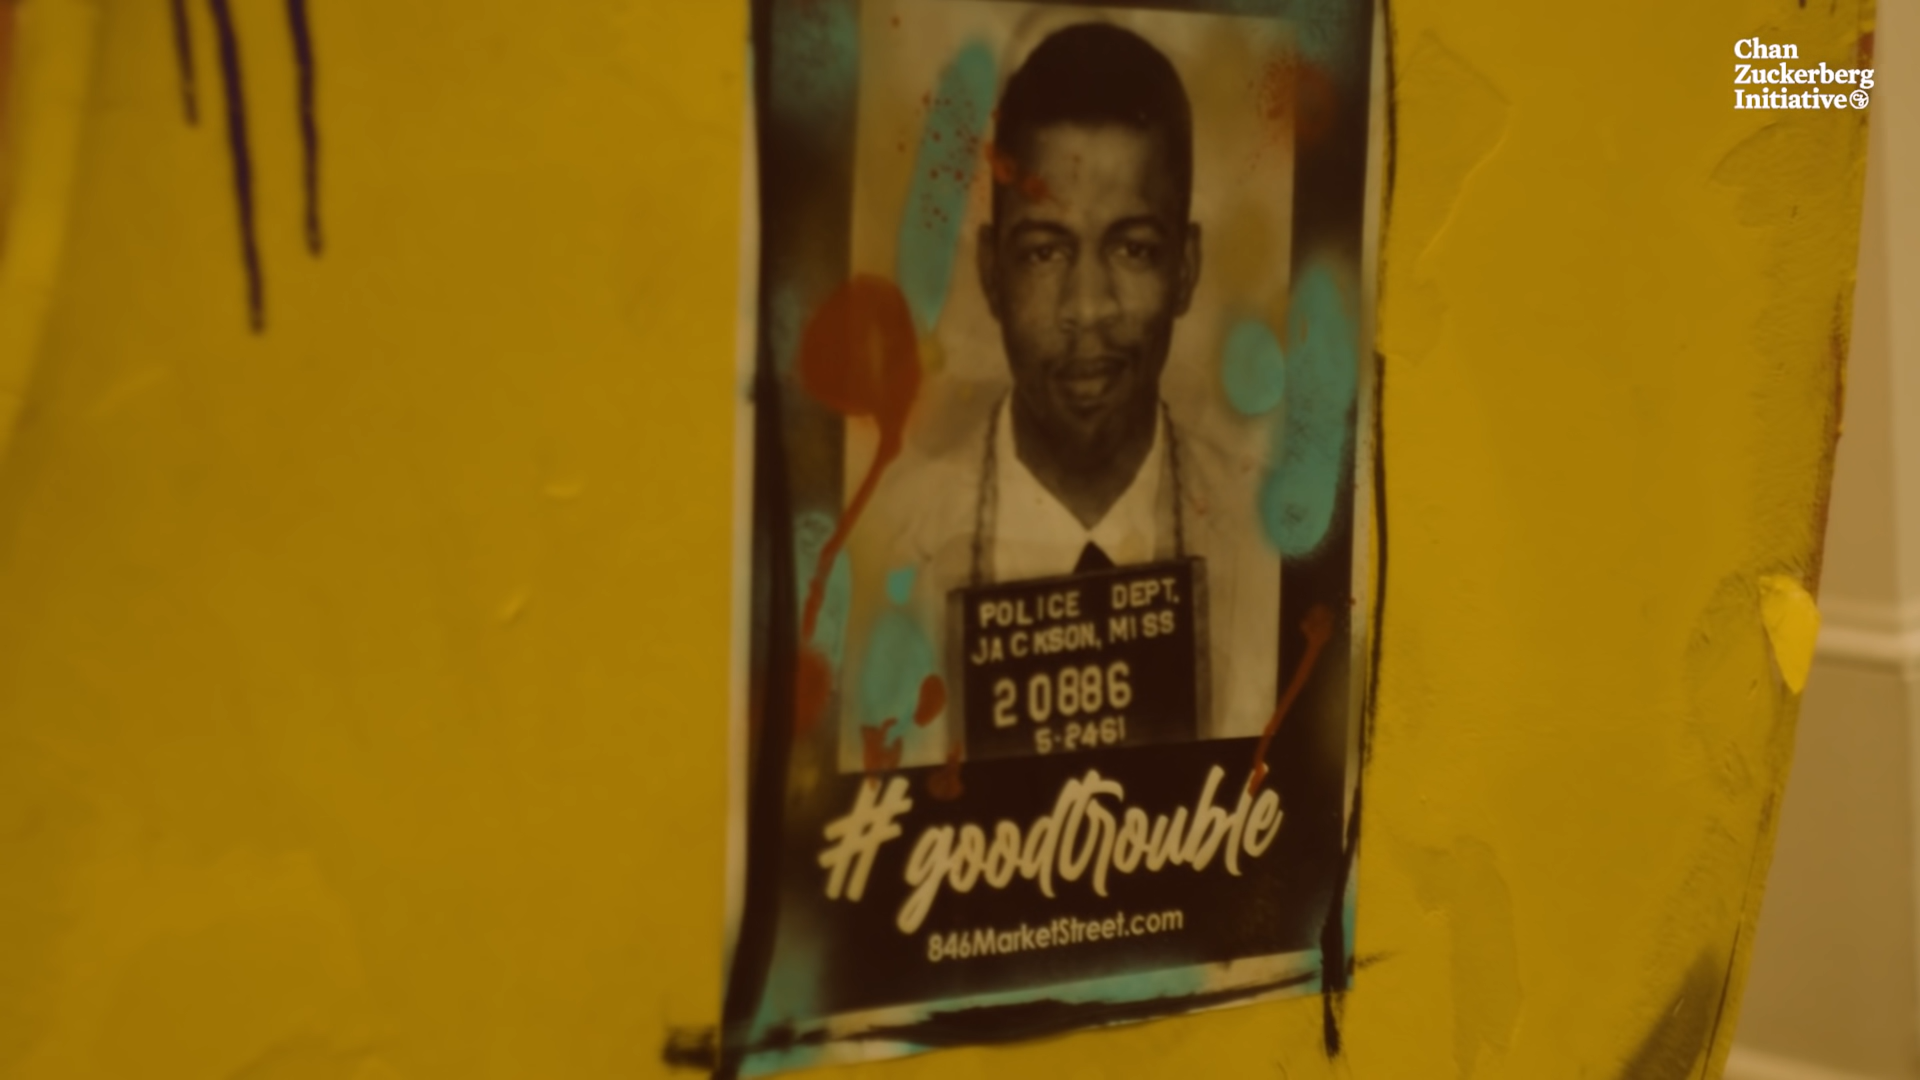 Chan
Zuckerberg
Initiative
POLICE DEPT.
JACKSON, MISS
20886
5-2461
#goodtrouble
846MarketStreet.com